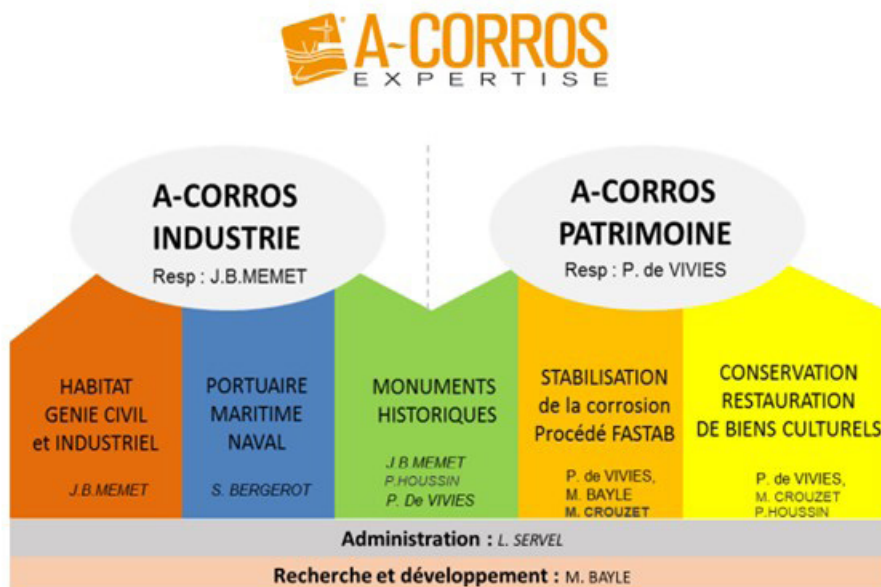 A-CORROS
EXPERTISE
A-CORROS
INDUSTRIE
Resp : J.B.MEMET
A-CORROS
PATRIMOINE
Resp : P. de VIVIES
HABITAT
GENIE CIVIL
et INDUSTRIEL
J.B.MEMET
PORTUAIRE
MARITIME
NAVAL
S. BERGEROT
MONUMENTS
HISTORIQUES
J.B.MEMET
P.HOUSSIN
P. De VIVIES
STABILISATION
de la corrosion
Procédé FASTAB
P. de VIVIES,
M. BAYLE
M. CROUZET
CONSERVATION
RESTAURATION
DE BIENS CULTURELS
P. de VIVIES,
M. CROUZET
P.HOUSSIN
Administration : L. SERVEL
Recherche et développement : M. BAYLE